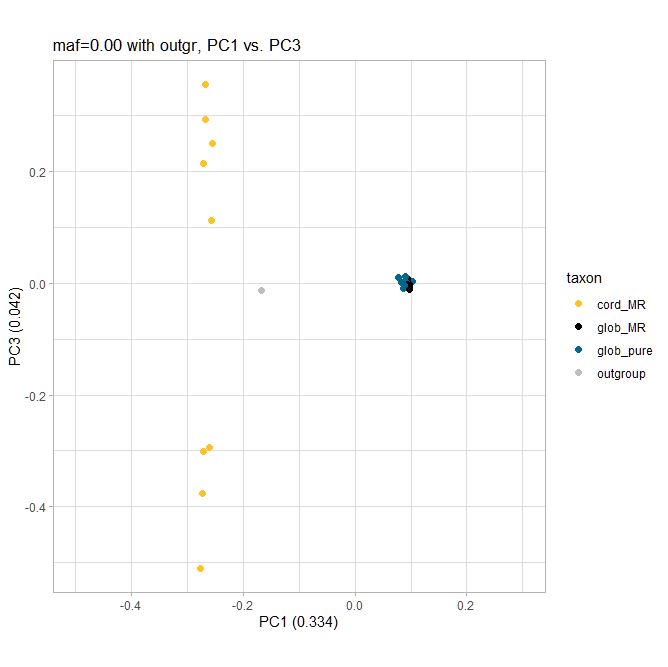 maf=0.00 with outgr, PC1 vs. PC3
0.2
0.0
-0.2
-0.4
PC3 (0.042)
-0.4
-0.2
0.0
0.2
PC1 (0.334)
taxon
cord_MR
glob_MR
glob_pure
outgroup